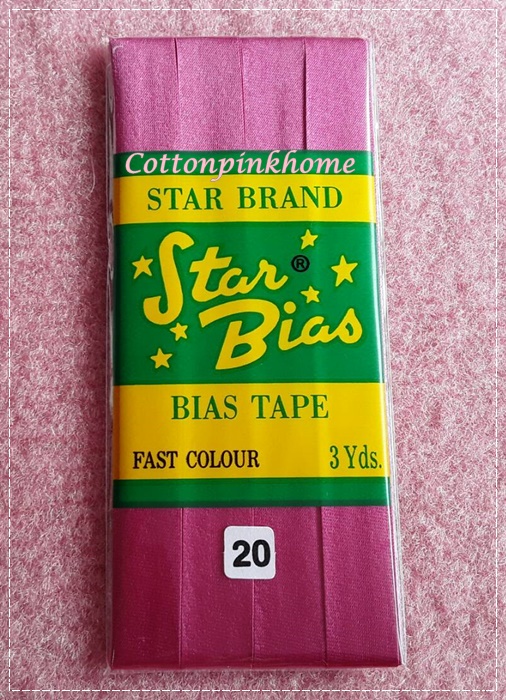 Cottonpinkhome
STAR BRAND
Star ®
Bias
BIAS TAPE
FAST COLOUR 3 Yds.
20